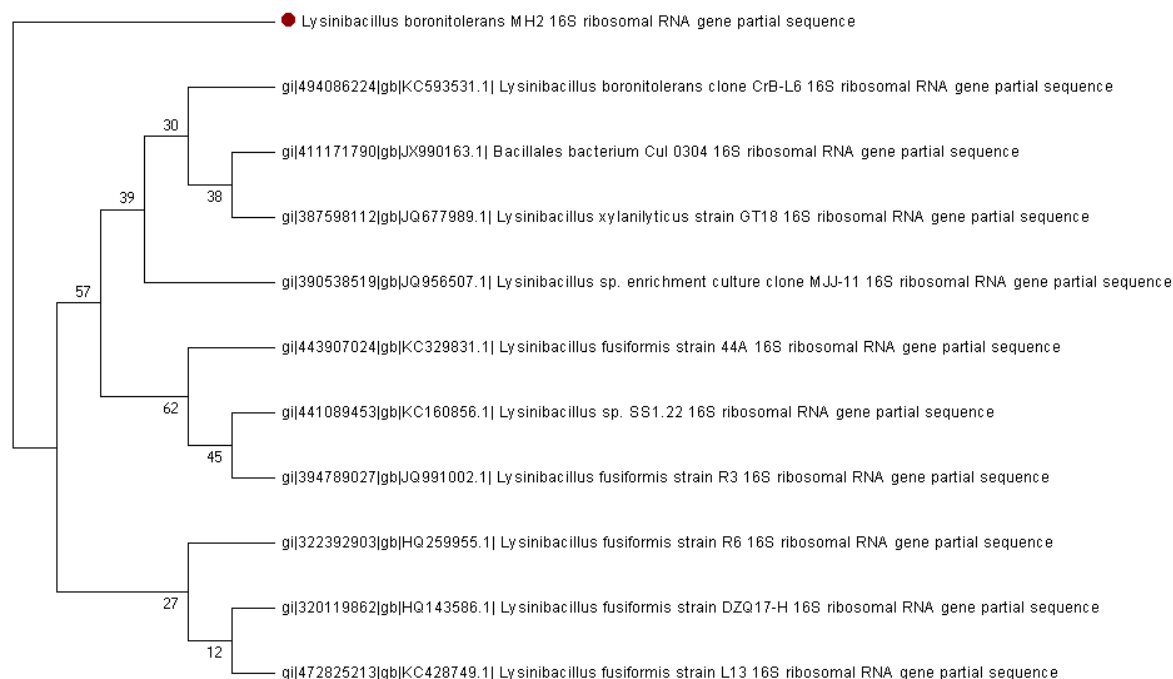 Lysinibacillus boronitolerans MH2 16S ribosomal RNA gene partial sequence
gi|494086224|gb|KC593531.1| Lysinibacillus boronitolerans clone CrB-L6 16S ribosomal RNA gene partial sequence
30
gi|411171790|gb|JX990163.1| Bacillales bacterium Cul 0304 16S ribosomal RNA gene partial sequence
38
39
gi|387598112|gb|JQ677989.1| Lysinibacillus xylanilyticus strain GT18 16S ribosomal RNA gene partial sequence
gi|390538519|gb|JQ956507.1| Lysinibacillus sp. enrichment culture clone MJJ-11 16S ribosomal RNA gene partial sequence
57
gi|443907024|gb|KC329831.1| Lysinibacillus fusiformis strain 44A 16S ribosomal RNA gene partial sequence
62
gi|441089453|gb|KC160856.1| Lysinibacillus sp. SS1.22 16S ribosomal RNA gene partial sequence
45
gi|394789027|gb|JQ991002.1| Lysinibacillus fusiformis strain R3 16S ribosomal RNA gene partial sequence
gi|322392903|gb|HQ259955.1| Lysinibacillus fusiformis strain R6 16S ribosomal RNA gene partial sequence
27
gi|320119862|gb|HQ143586.1| Lysinibacillus fusiformis strain DZQ17-H 16S ribosomal RNA gene partial sequence
12
gi|472825213|gb|KC428749.1| Lysinibacillus fusiformis strain L13 16S ribosomal RNA gene partial sequence